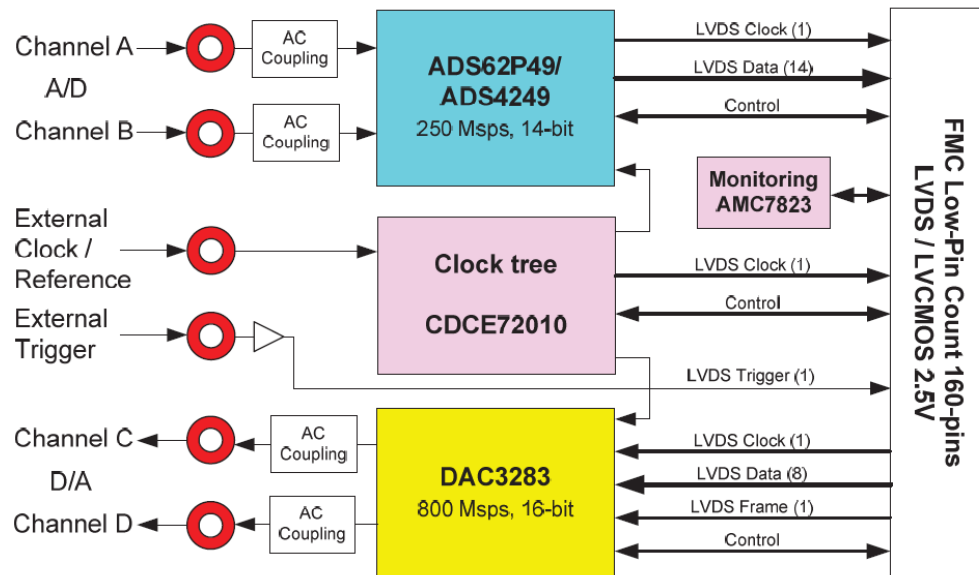 Channel A
A/D
Channel B
AC
Coupling
AC
Coupling
ADS62P49/
ADS4249
250 Msps, 14-bit
LVDS Clock (1)
LVDS Data (14)
Control
Monitoring
AMC7823
External
Clock /
Reference
External
Trigger
Clock tree
CDCE72010
LVDS Clock (1)
Control
LVDS Trigger (1)
Channel C
D/A
Channel D
AC
Coupling
AC
Coupling
DAC3283
800 Msps, 16-bit
LVDS Clock (1)
LVDS Data (8)
LVDS Frame (1)
Control
FMC Low-Pin Count 160-pins
LVDS / LVCMOS 2.5V